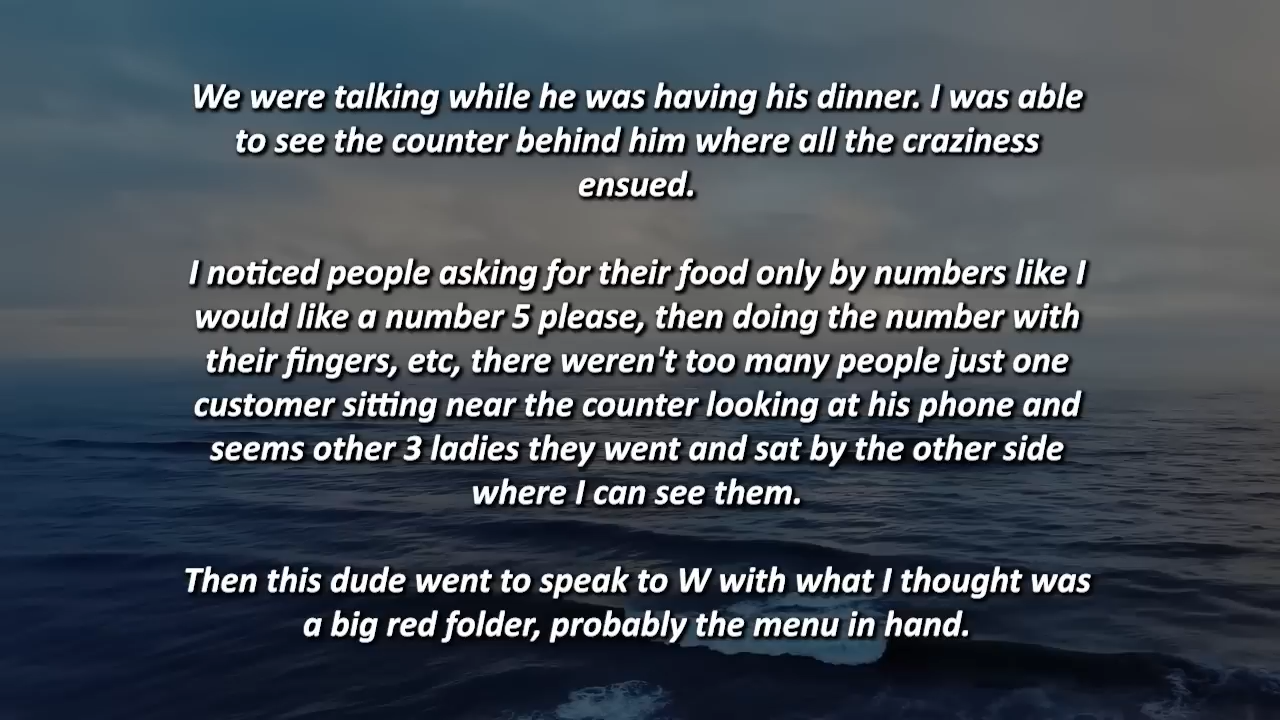 We were talking while he was having his dinner. I was able
to see the counter behind him where all the craziness
ensued.
I noticed people asking for their food only by numbers like I
would like a number 5 please, then doing the number with
their fingers, etc, there weren't too many people just one
customer sitting near the counter looking at his phone and
seems other 3 ladies they went and sat by the other side
where I can see them.
Then this dude went to speak to W with what I thought was
a big red folder, probably the menu in hand.